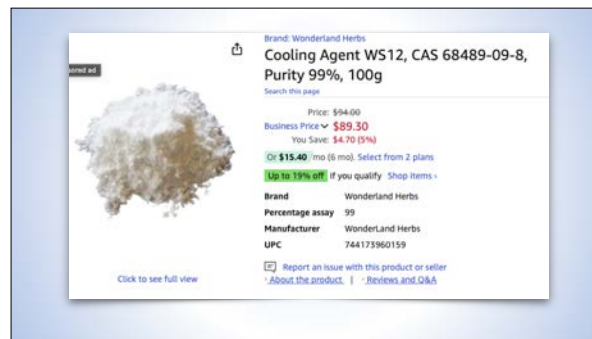 ored ad
Click to see full view
Brand: Wonderland Herbs
Cooling Agent WS12, CAS 68489-09-8,
Purity 99%, 100g
Search this page
Price: $94.00
Business Price $89.30
You Save: $4.70 (5%)
Or $15.40 /mo (6 mo). Select from 2 plans
Up to 19% off if you qualify Shop items ›
Brand Wonderland Herbs
Percentage assay 99
Manufacturer WonderLand Herbs
UPC 744173960159
Report an issue with this product or seller
› About the product | › Reviews and Q&A